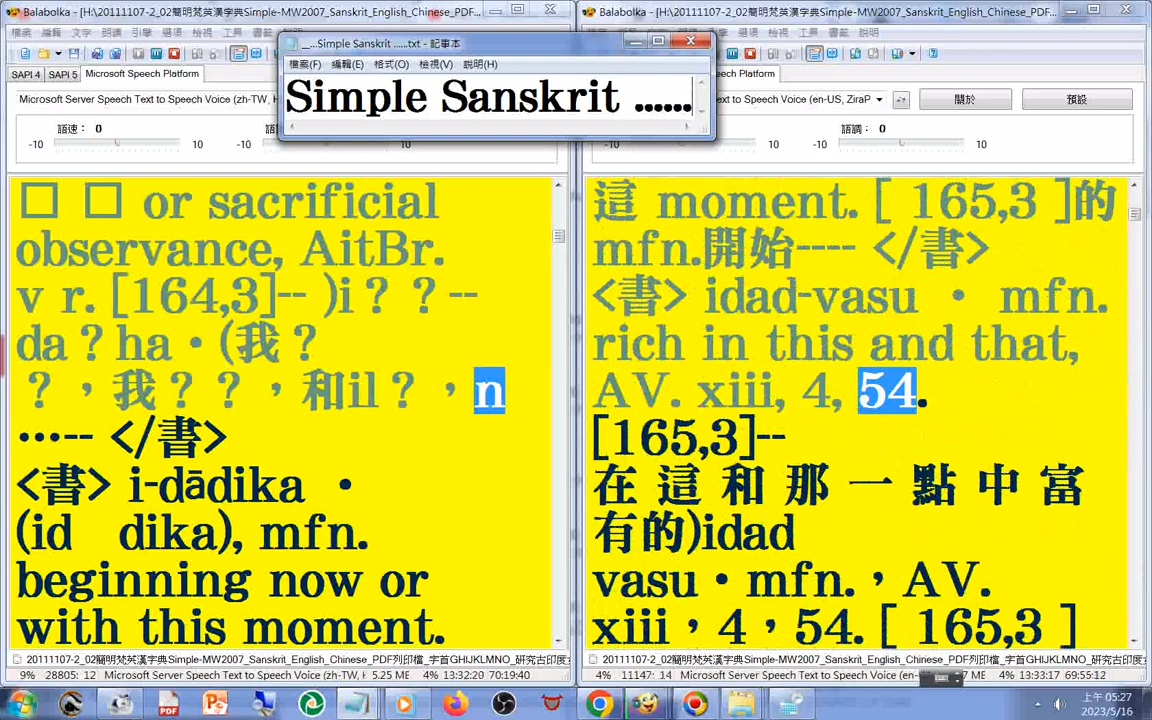 Balabolka - [H:\20111107-2_02簡明梵英漢字典Simple-MW2007_Sanskrit_English_Chinese_PDF...
Balabolka - [H:\20111107-2_02簡明梵英漢字典Simple-MW2007_Sanskrit_English_Chinese_PDF...
SAPI 4 SAPI 5 Microsoft Speech Platform
Microsoft Server Speech Text to Speech Voice (zh-TW, H
語速： 0
-10 10 -10
__...Simple Sanskrit ......txt - 記事本
檔案(F) 編輯(E) 格式(O) 檢視(V) 說明(H)
Simple Sanskrit ......
ech Platform
xt to Speech Voice (en-US, ZiraP
關於 預設
語調： 0
10 -10 10
□ □ or sacrificial
observance, AitBr.
v r. [164,3]-- )i？？--
da？ha•(我？
？，我？？，和il？，n
…-- </書>
<書> i-dādika •
(id dika), mfn.
beginning now or
with this moment.
這 moment. [ 165,3 ]的
mfn.開始---- </書>
<書> idad-vasu • mfn.
rich in this and that,
AV. xiii, 4, 54.
[165,3]--
在 這 和 那 一 點 中 富
有的)idad
vasu•mfn.，AV.
xiii，4，54. [ 165,3 ]
20111107-2_02簡明梵英漢字典Simple-MW2007_Sanskrit_English_Chinese_PDF列印檔_字首GHIJKLMNO_研究古印度
9% 28805: 12 Microsoft Server Speech Text to Speech Voice (zh-TW, H 5.25 ME 4% 13:32:20 70:19:40
20111107-2_02簡明梵英漢字典Simple-MW2007_Sanskrit_English_Chinese_PDF列印檔_字首GHIJKLMNO_研究古印度
4% 11147: 14 Microsoft Server Speech Text to Speech Voice ME 4% 13:33:17 69:55:12
上午 05:27
2023/5/16